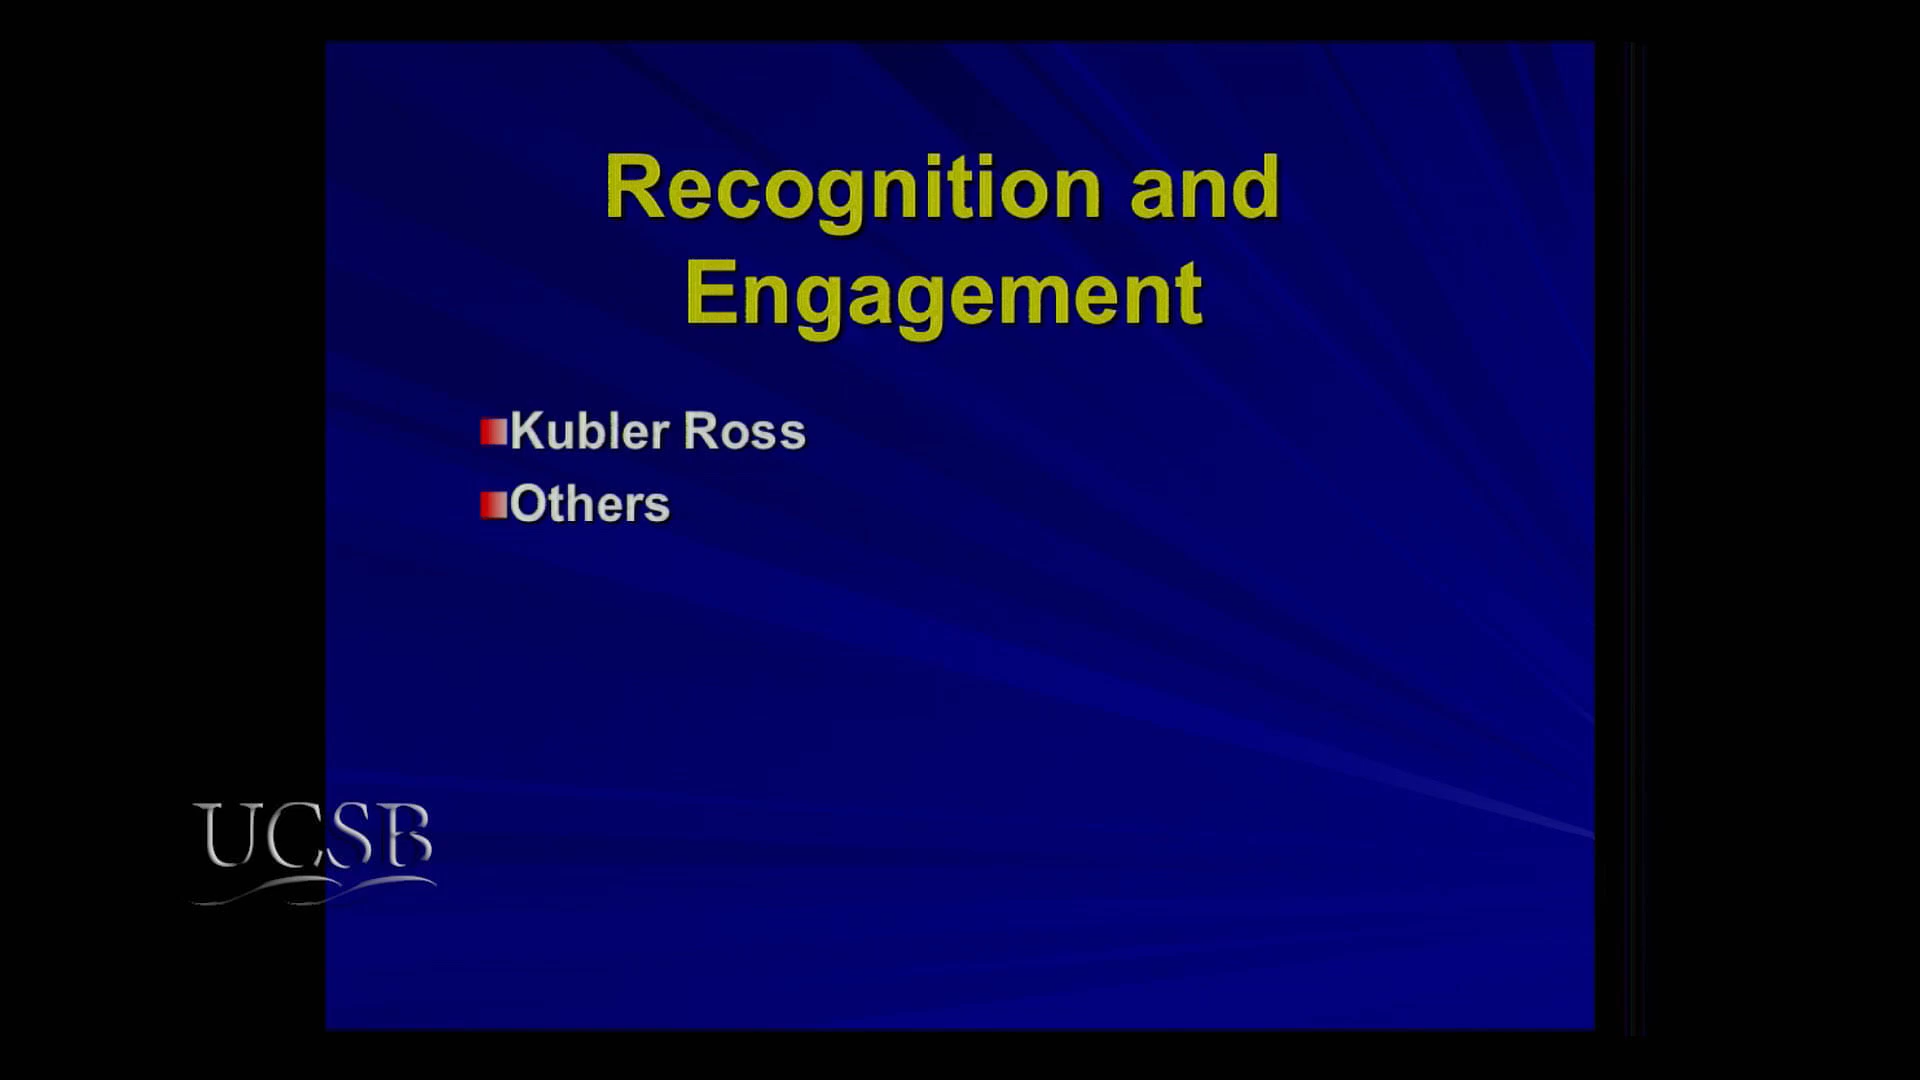 Recognition and
Engagement
Kubler Ross
Others
UCSB